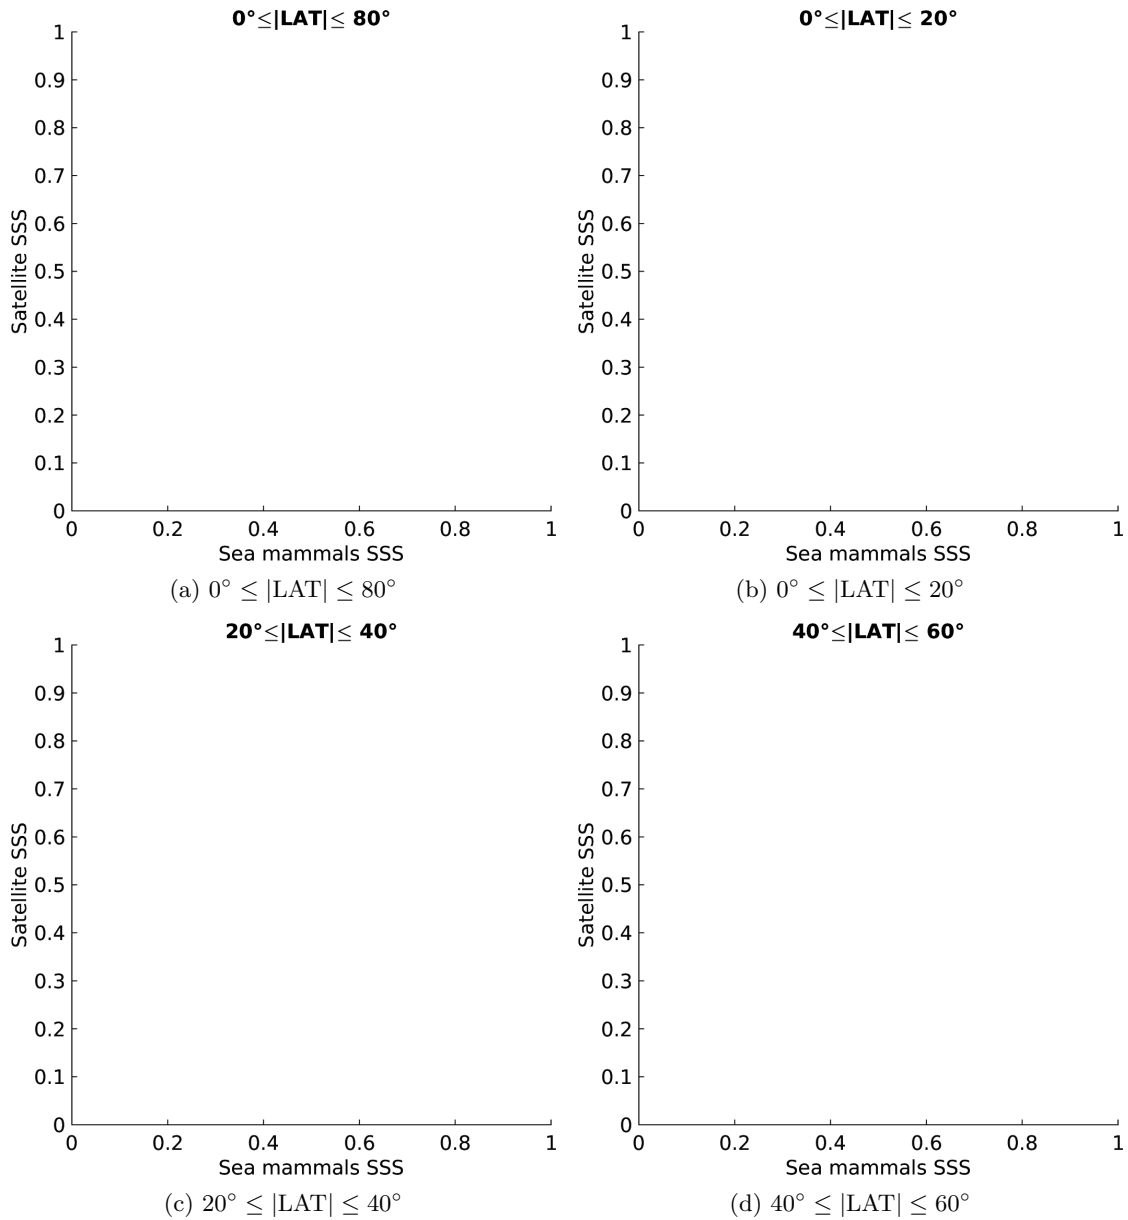 0°≤|LAT|≤ 80°
1
0.9
0.8
0.7
0.6
0.5
0.4
0.3
0.2
0.1
0
Satellite SSS
0 0.2 0.4 0.6 0.8 1
Sea mammals SSS
(a) 0° ≤ |LAT| ≤ 80°
0°≤|LAT|≤ 20°
1
0.9
0.8
0.7
0.6
0.5
0.4
0.3
0.2
0.1
0
Satellite SSS
0 0.2 0.4 0.6 0.8 1
Sea mammals SSS
(b) 0° ≤ |LAT| ≤ 20°
20°≤|LAT|≤ 40°
1
0.9
0.8
0.7
0.6
0.5
0.4
0.3
0.2
0.1
0
Satellite SSS
0 0.2 0.4 0.6 0.8 1
Sea mammals SSS
(c) 20° ≤ |LAT| ≤ 40°
40°≤|LAT|≤ 60°
1
0.9
0.8
0.7
0.6
0.5
0.4
0.3
0.2
0.1
0
Satellite SSS
0 0.2 0.4 0.6 0.8 1
Sea mammals SSS
(d) 40° ≤ |LAT| ≤ 60°